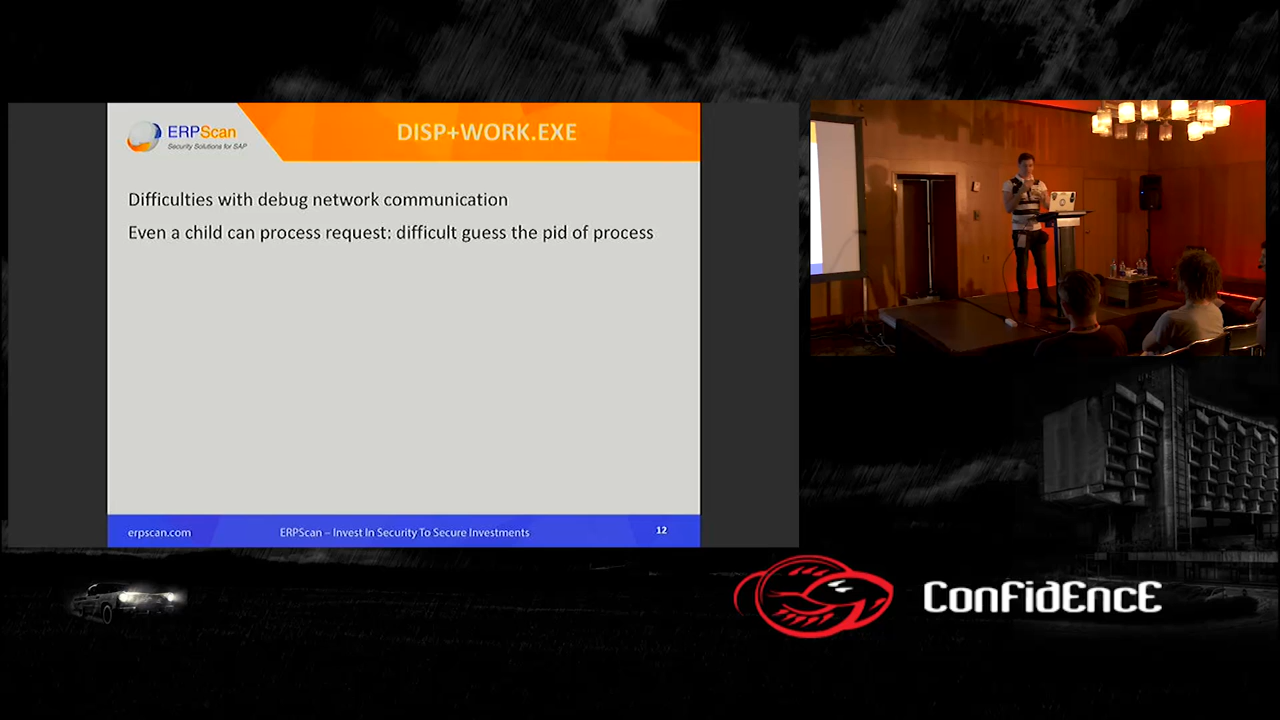 ERPScan
Security Solutions for SAP
DISP+WORK.EXE
Difficulties with debug network communication
Even a child can process request: difficult guess the pid of process
erpscan.com
ERPScan – Invest In Security To Secure Investments
12
ConFidEncE